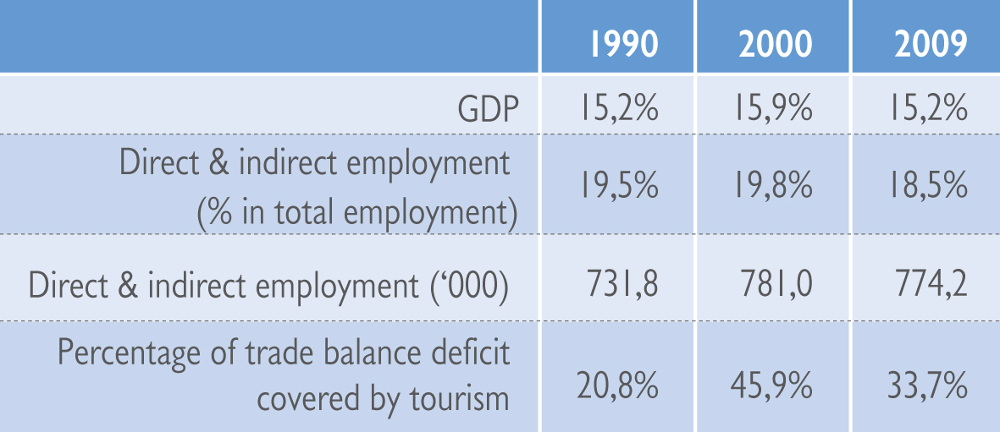 1990 2000 2009
GDP 15,2% 15,9% 15,2%
Direct & indirect employment
(% in total employment) 19,5% 19,8% 18,5%
Direct & indirect employment (‘000) 731,8 781,0 774,2
Percentage of trade balance deficit
covered by tourism 20,8% 45,9% 33,7%